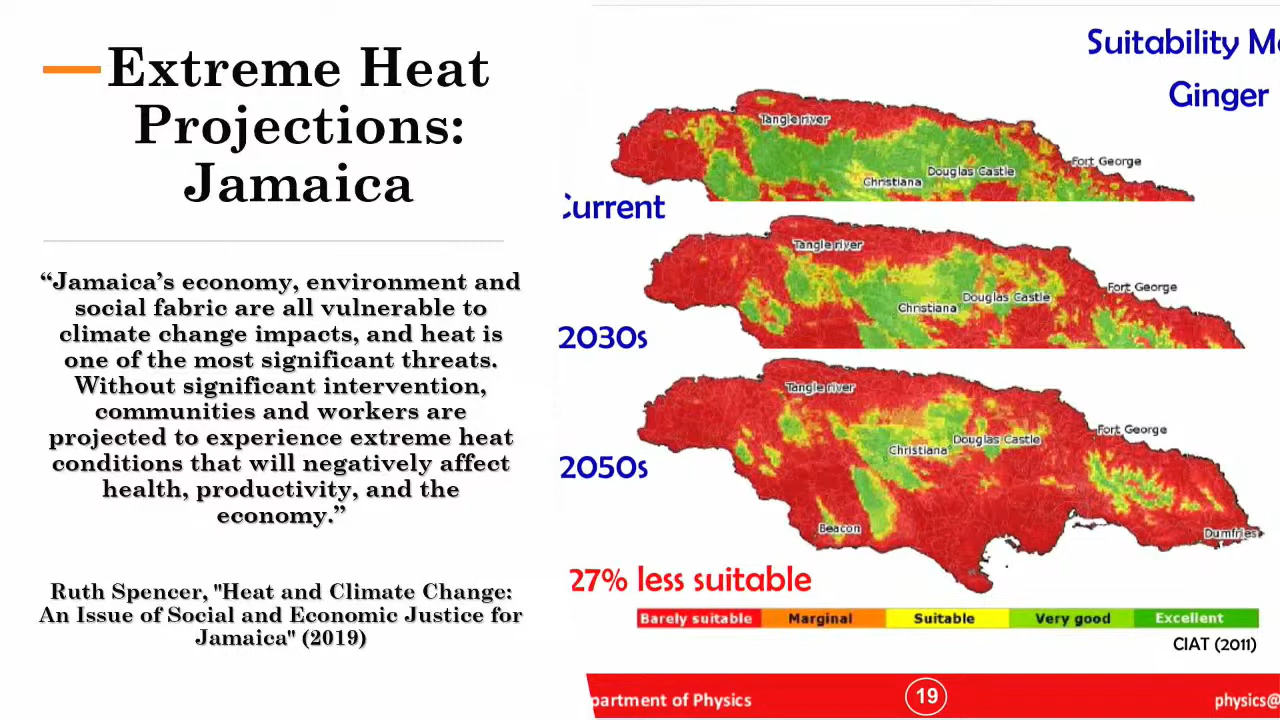 Extreme Heat
Projections:
Jamaica
“Jamaica’s economy, environment and
social fabric are all vulnerable to
climate change impacts, and heat is
one of the most significant threats.
Without significant intervention,
communities and workers are
projected to experience extreme heat
conditions that will negatively affect
health, productivity, and the
economy.”
Ruth Spencer, "Heat and Climate Change:
An Issue of Social and Economic Justice for
Jamaica" (2019)
Suitability M
Ginger
Tangle river
Fort George
Douglas Castle
Christiana
Current
Tangle river
Fort George
Douglas Castle
Christiana
2030s
Tangle river
Fort George
Douglas Castle
Christiana
2050s
Beacon
Dumfries
27% less suitable
Barely suitable Marginal Suitable Very good Excellent
CIAT (2011)
partment of Physics 19 physics@